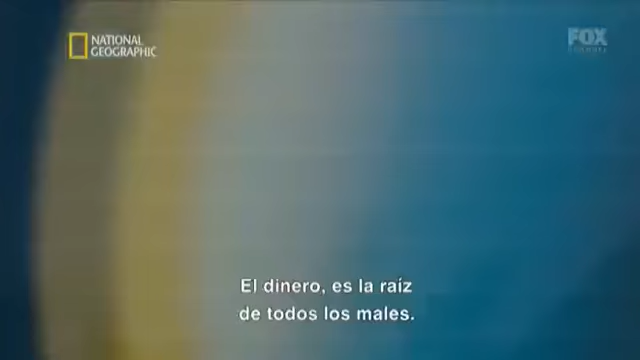 NATIONAL
GEOGRAPHIC
FOX
El dinero, es la raíz
de todos los males.